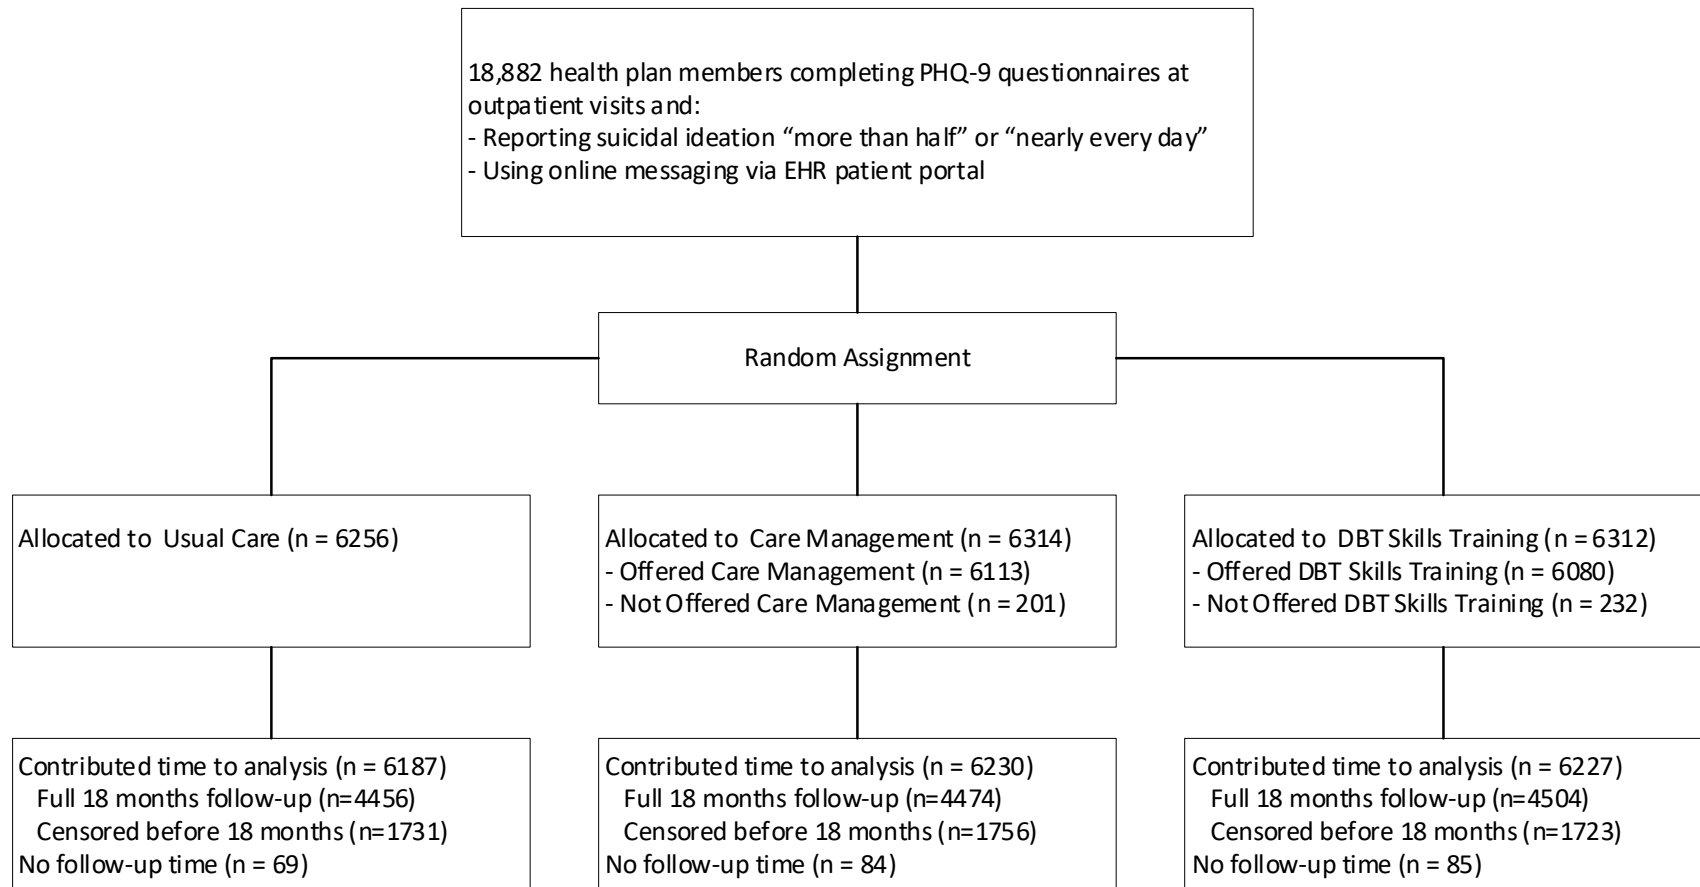 18,882 health plan members completing PHQ-9 questionnaires at
outpatient visits and:
- Reporting suicidal ideation “more than half” or “nearly every day”
- Using online messaging via EHR patient portal
Random Assignment
Allocated to Usual Care (n = 6256)
Allocated to Care Management (n = 6314)
- Offered Care Management (n = 6113)
- Not Offered Care Management (n = 201)
Allocated to DBT Skills Training (n = 6312)
- Offered DBT Skills Training (n = 6080)
- Not Offered DBT Skills Training (n = 232)
Contributed time to analysis (n = 6187)
Full 18 months follow-up (n=4456)
Censored before 18 months (n=1731)
No follow-up time (n = 69)
Contributed time to analysis (n = 6230)
Full 18 months follow-up (n=4474)
Censored before 18 months (n=1756)
No follow-up time (n = 84)
Contributed time to analysis (n = 6227)
Full 18 months follow-up (n=4504)
Censored before 18 months (n=1723)
No follow-up time (n = 85)